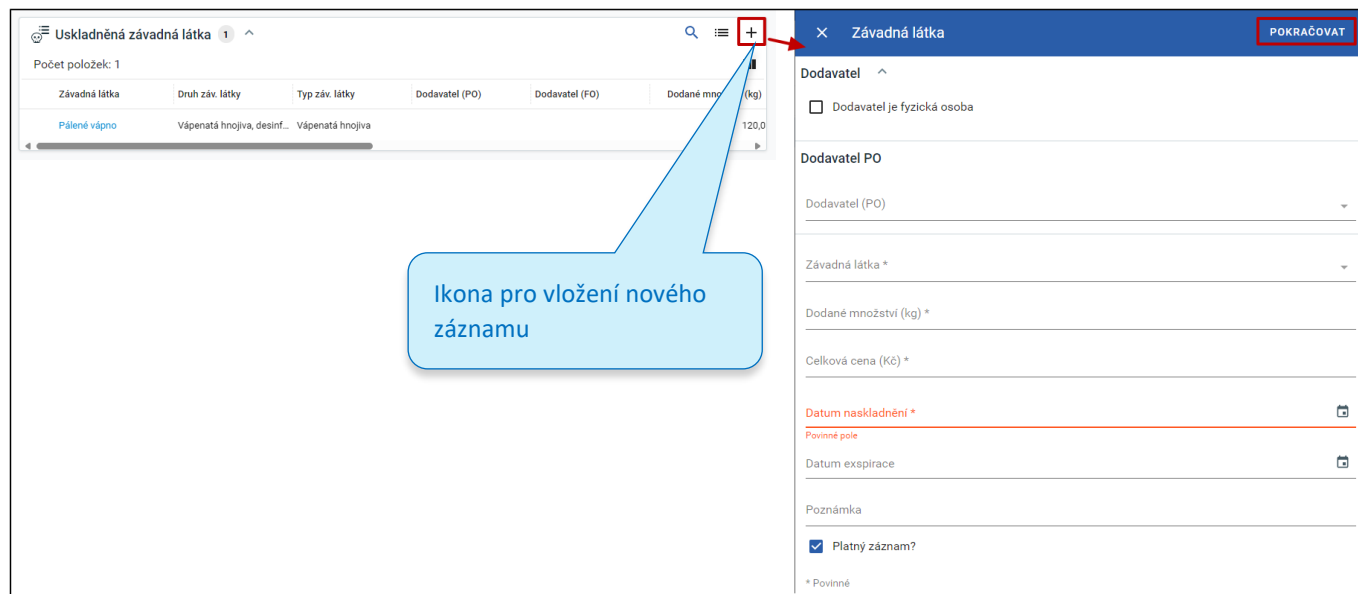 Uskladněná závadná látka 1
Počet položek: 1
Závadná látka Druh záv. látky Typ záv. látky Dodavatel (PO) Dodavatel (FO) Dodané mno (kg)
Pálené vápno Vápenatá hnojiva, desinf... Vápenatá hnojiva 120,0
Ikona pro vložení nového
záznamu
Závadná látka POKRAČOVAT
Dodavatel
Dodavatel je fyzická osoba
Dodavatel PO
Dodavatel (PO)
Závadná látka *
Dodané množství (kg) *
Celková cena (Kč) *
Datum naskladnění *
Povinné pole
Datum exspirace
Poznámka
Platný záznam?
* Povinné